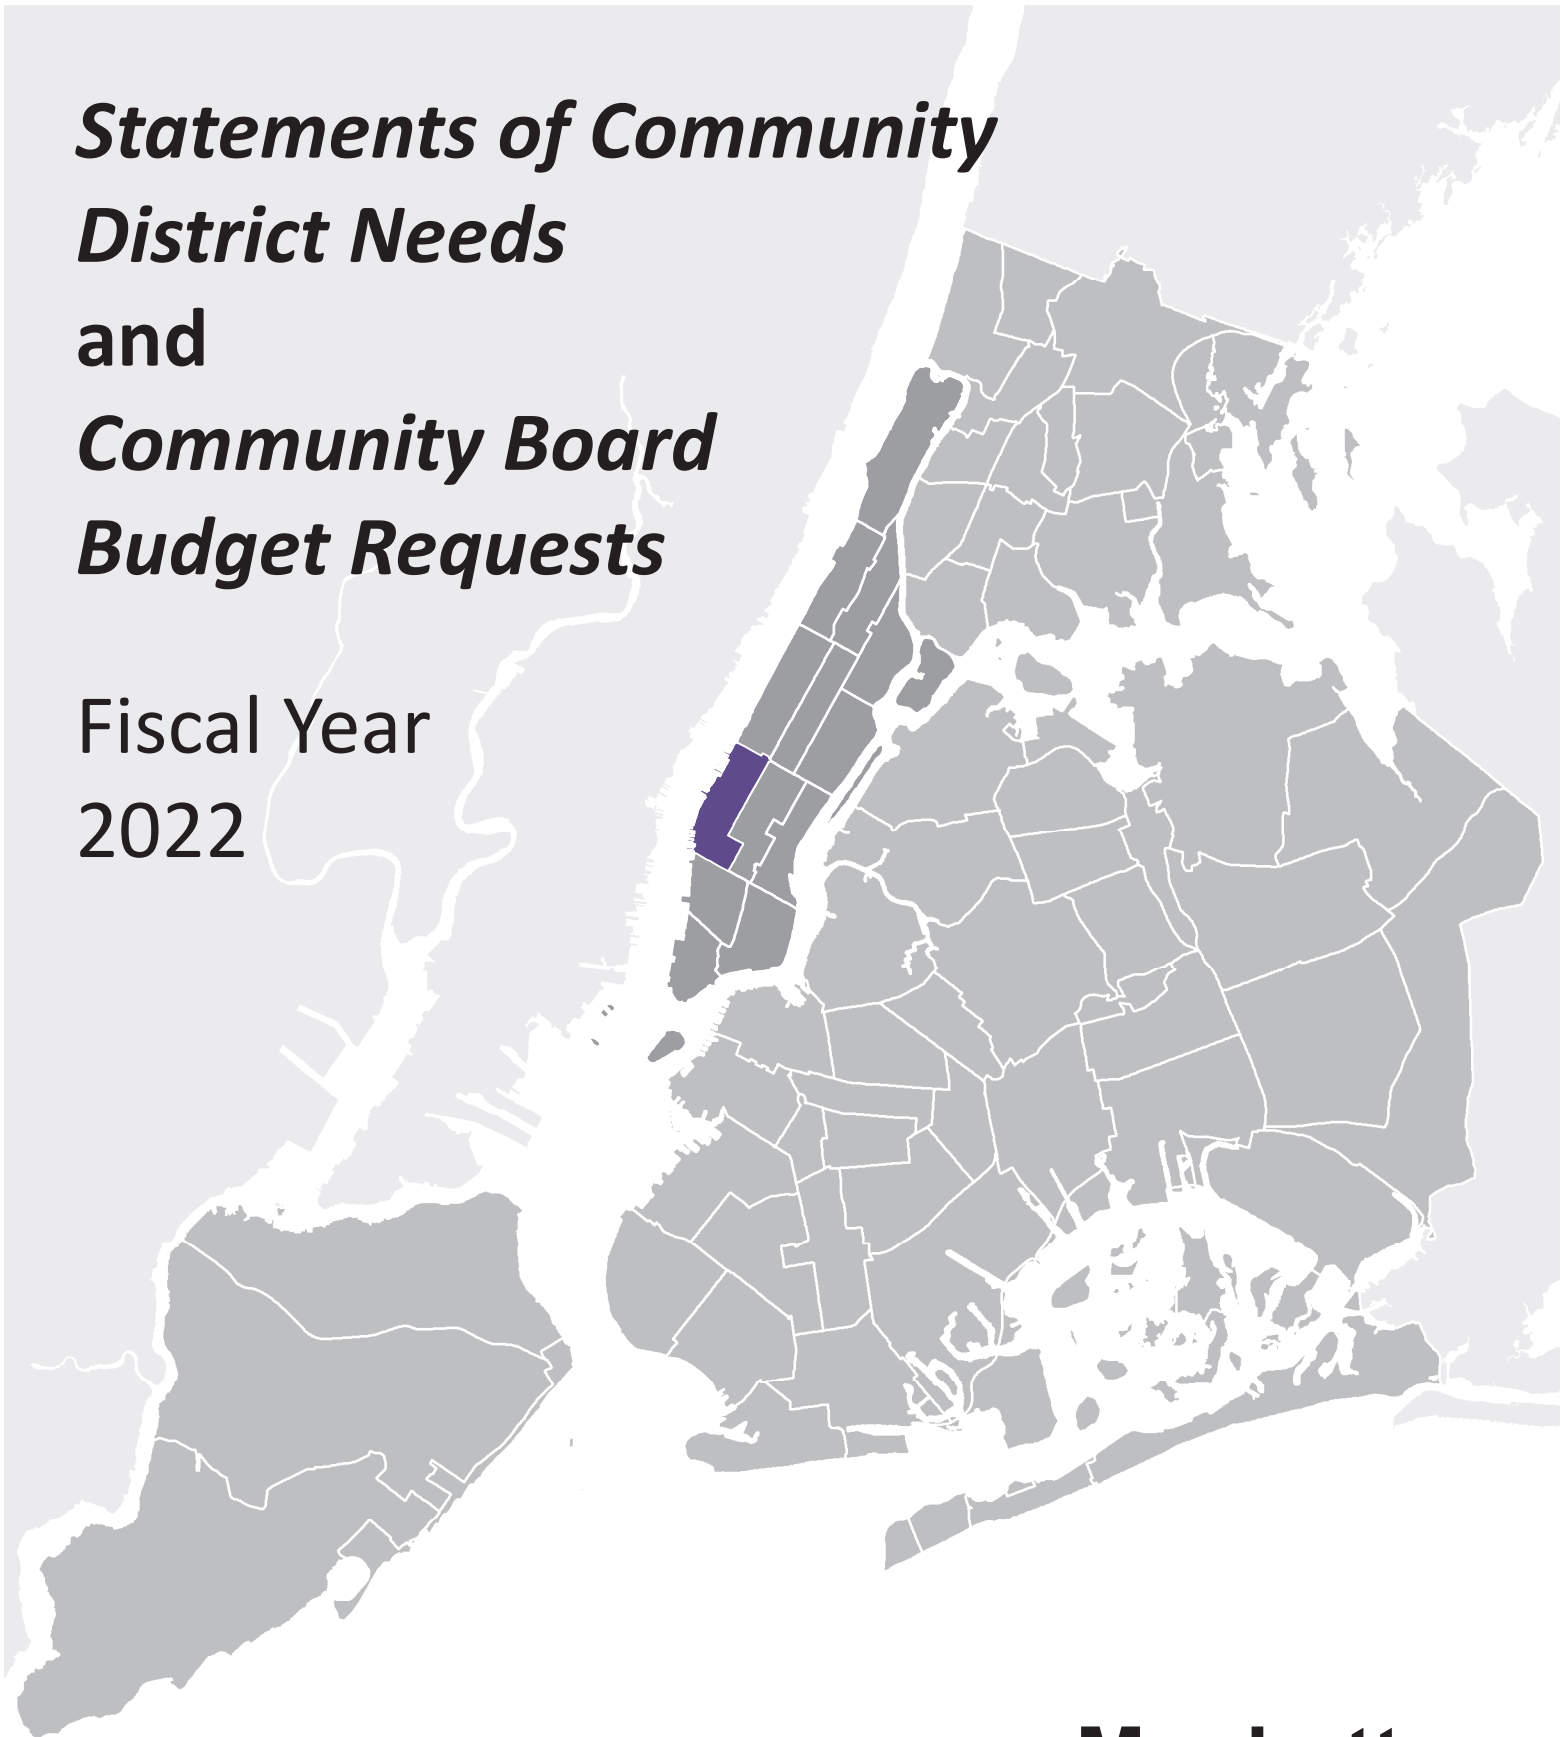 Statements of Community
District Needs
and
Community Board
Budget Requests
Fiscal Year
2022